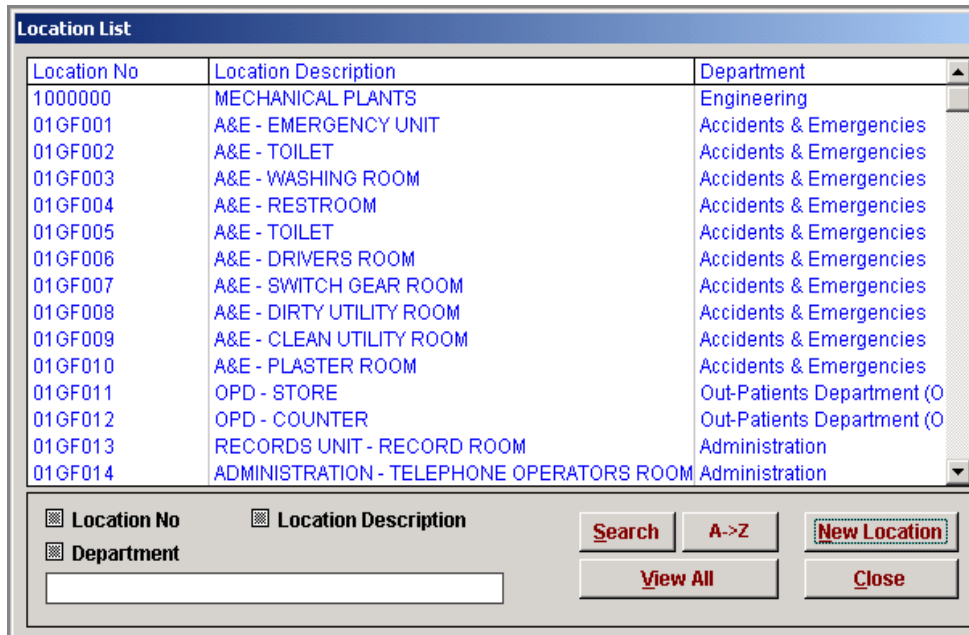 Location List
Location No Location Description Department
1000000 MECHANICAL PLANTS Engineering
01GF001 A&E - EMERGENCY UNIT Accidents & Emergencies
01GF002 A&E - TOILET Accidents & Emergencies
01GF003 A&E - WASHING ROOM Accidents & Emergencies
01GF004 A&E - RESTROOM Accidents & Emergencies
01GF005 A&E - TOILET Accidents & Emergencies
01GF006 A&E - DRIVERS ROOM Accidents & Emergencies
01GF007 A&E - SWITCH GEAR ROOM Accidents & Emergencies
01GF008 A&E - DIRTY UTILITY ROOM Accidents & Emergencies
01GF009 A&E - CLEAN UTILITY ROOM Accidents & Emergencies
01GF010 A&E - PLASTER ROOM Accidents & Emergencies
01GF011 OPD - STORE Out-Patients Department (O
01GF012 OPD - COUNTER Out-Patients Department (O
01GF013 RECORDS UNIT - RECORD ROOM Administration
01GF014 ADMINISTRATION - TELEPHONE OPERATORS ROOM Administration
Location No Location Description Search A->Z New Location
Department
View All Close